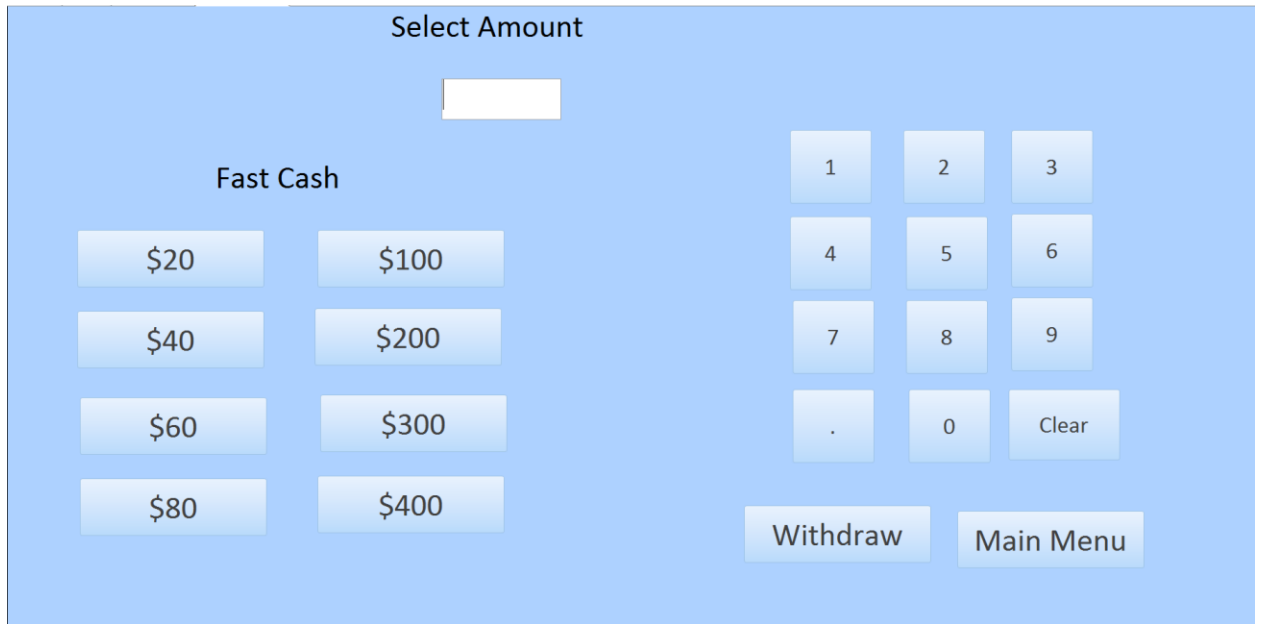 Select Amount
Fast Cash
$20
$100
$40
$200
$60
$300
$80
$400
1 2 3
4 5 6
7 8 9
. 0 Clear
Withdraw
Main Menu